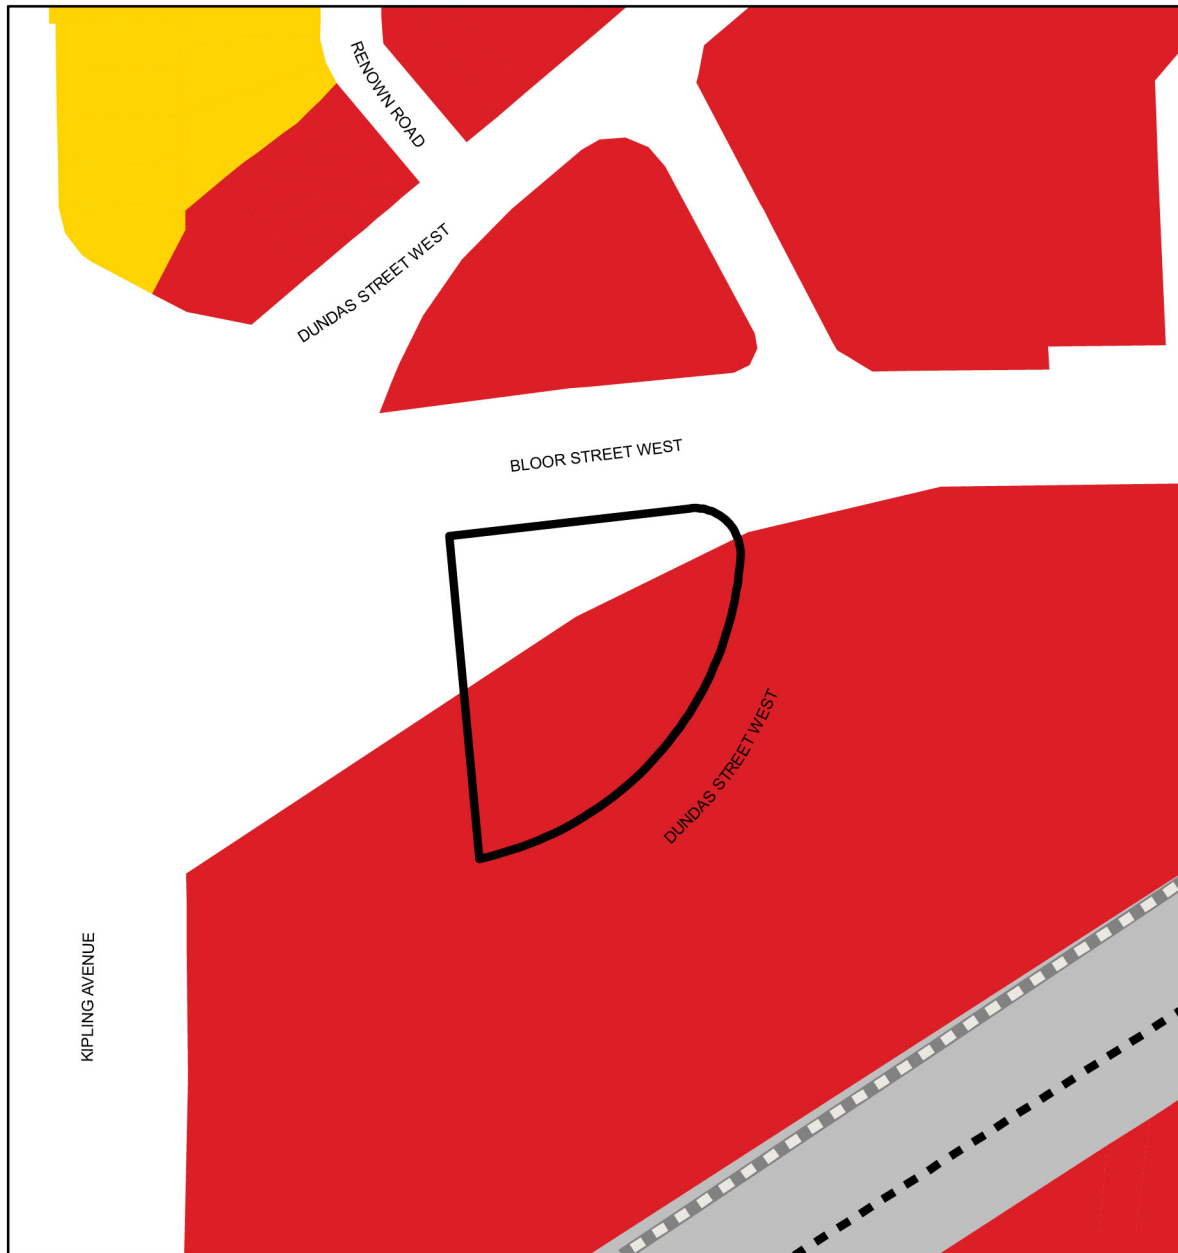 RENOWN ROAD
DUNDAS STREET WEST
BLOOR STREET WEST
DUNDAS STREET WEST
KIPLING AVENUE